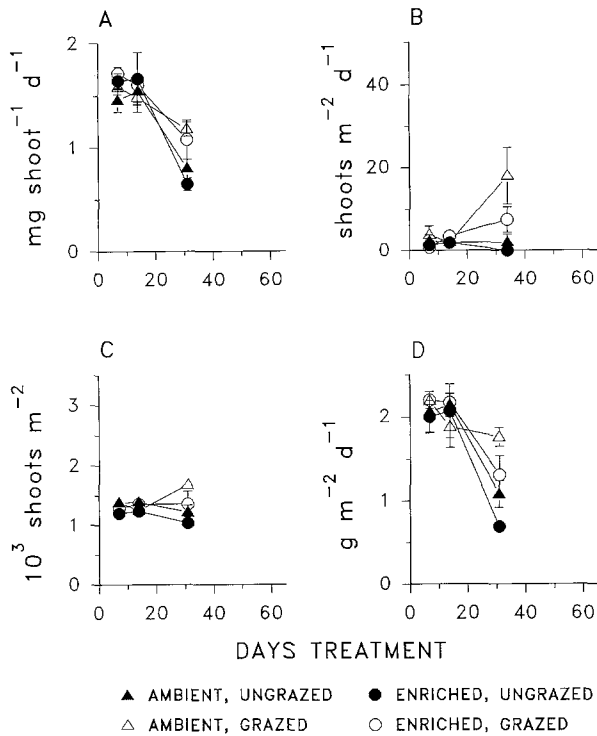 A
B
2
1
0
mg shoot⁻¹ d⁻¹
0 20 40 60
40
20
0
shoots m⁻² d⁻¹
0 20 40 60
C
D
3
2
1
0
10³ shoots m⁻²
0 20 40 60
2
1
0
g m⁻² d⁻¹
0 20 40 60
DAYS TREATMENT
▲ AMBIENT, UNGRAZED ● ENRICHED, UNGRAZED
△ AMBIENT, GRAZED ○ ENRICHED, GRAZED